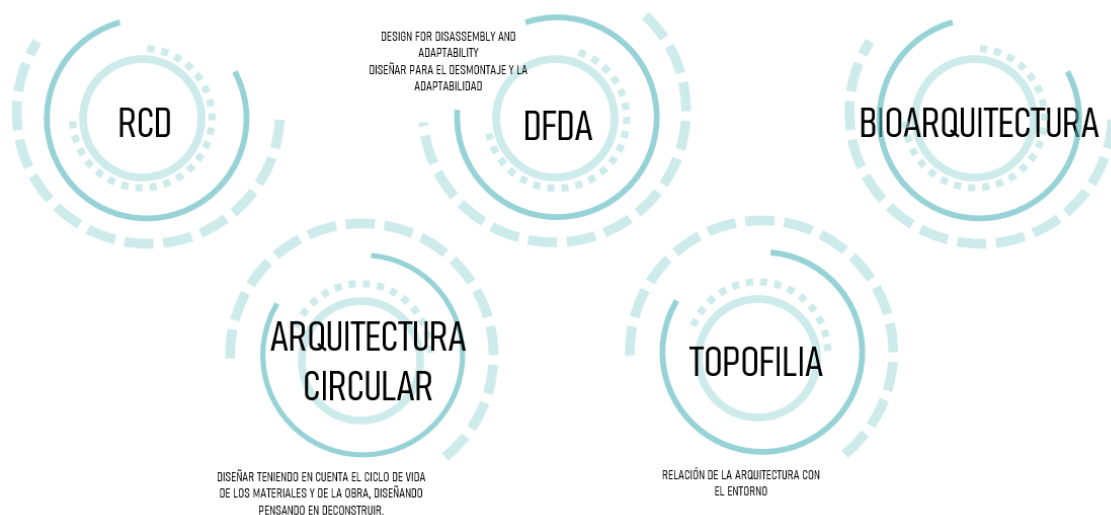 DESIGN FOR DISASSEMBLY AND
ADAPTABILITY
DISEÑAR PARA EL DESMONTAJE Y LA
ADAPTABILIDAD
RCD
DFDA
BIOARQUITECTURA
ARQUITECTURA
CIRCULAR
TOPOFILIA
DISEÑAR TENIENDO EN CUENTA EL CICLO DE VIDA
DE LOS MATERIALES Y DE LA OBRA, DISEÑANDO
PENSANDO EN DECONSTRUIR.
RELACIÓN DE LA ARQUITECTURA CON
EL ENTORNO